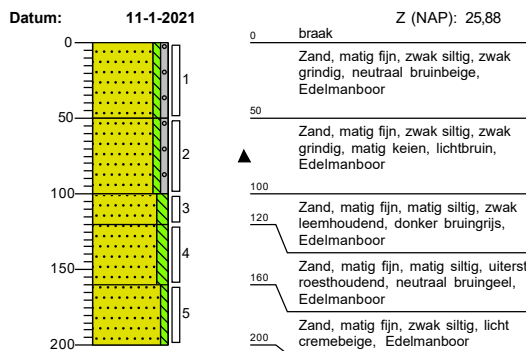 Datum: 11-1-2021 Z (NAP): 25,88
0
50
100
150
200
1
2
3
4
5
0 braak
Zand, matig fijn, zwak siltig, zwak
grindig, neutraal bruinbeige,
Edelmanboor
50
Zand, matig fijn, zwak siltig, zwak
grindig, matig keien, lichtbruin,
Edelmanboor
100
Zand, matig fijn, matig siltig, zwak
leemhoudend, donker bruingrijs,
Edelmanboor
120
Zand, matig fijn, matig siltig, uiterst
roesthoudend, neutraal bruingeel,
Edelmanboor
160
Zand, matig fijn, zwak siltig, licht
cremebeige, Edelmanboor
200